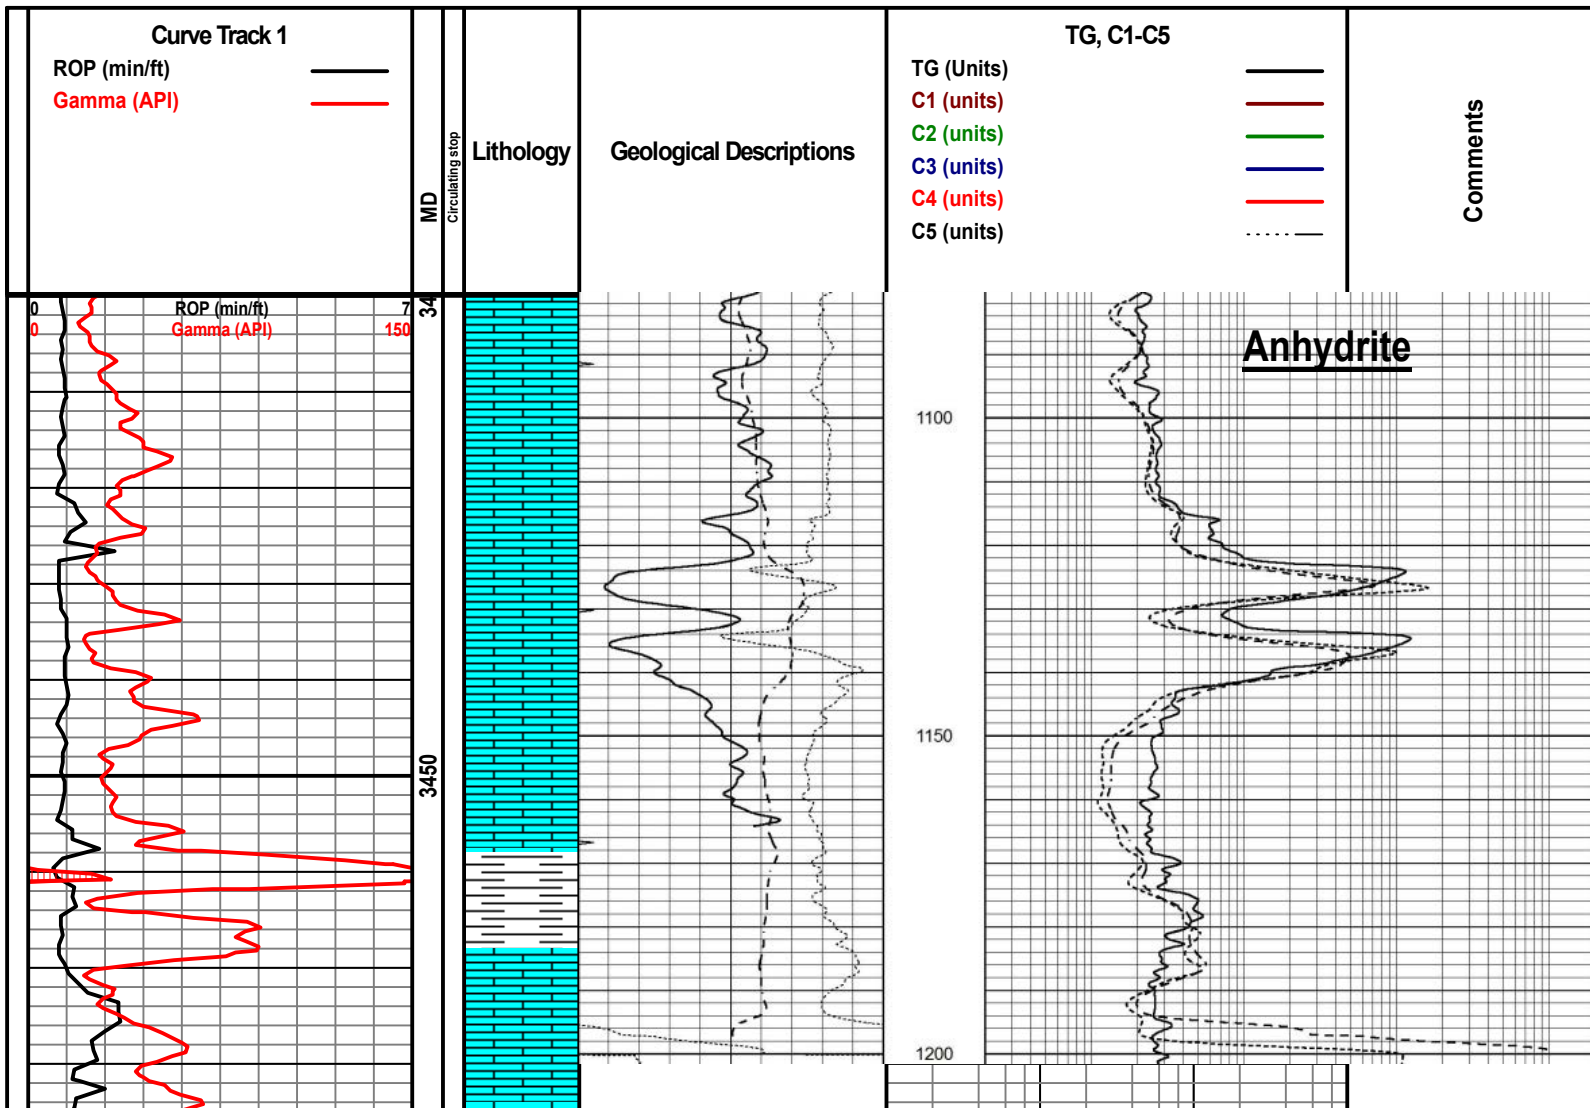 Curve Track 1
ROP (min/ft)
Gamma (API)
MD
Circulating stop
Lithology
Geological Descriptions
TG, C1-C5
TG (Units)
C1 (units)
C2 (units)
C3 (units)
C4 (units)
C5 (units)
Comments
0 ROP (min/ft) 7
0 Gamma (API) 150
34
Anhydrite
1100
1150
3450
1200